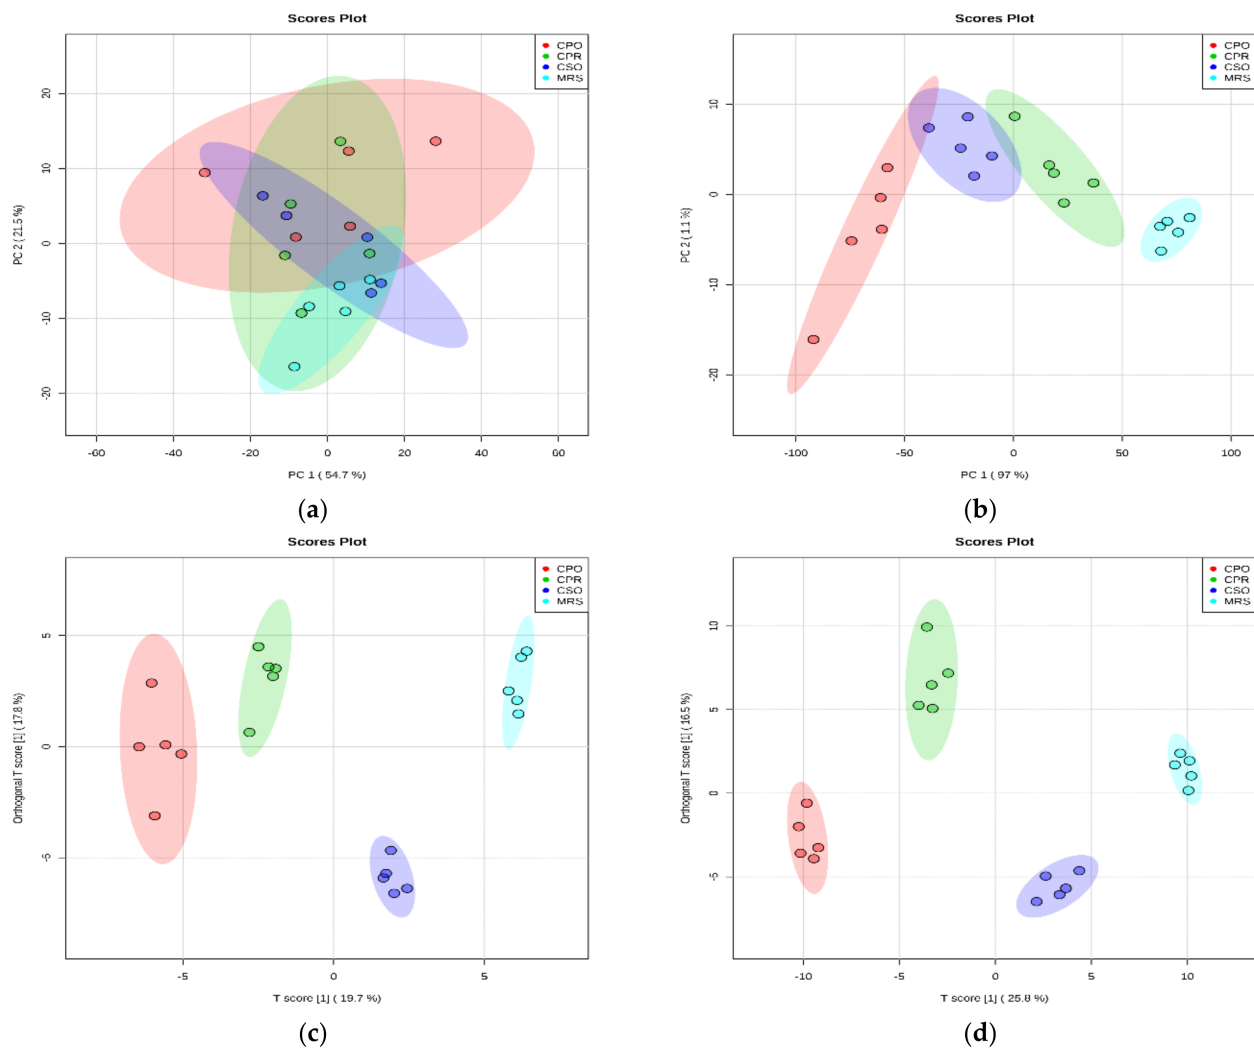 Scores Plot
CPO
CPR
CSO
MRS
PC 2 ( 21.5 %)
20
10
0
-10
-20
-60
-40
-20
0
20
40
60
PC 1 ( 54.7 %)
(a)
Scores Plot
CPO
CPR
CSO
MRS
PC 2 ( 1.1 %)
10
0
-10
-20
-100
-50
0
50
100
PC 1 ( 97 %)
(b)
Scores Plot
CPO
CPR
CSO
MRS
Orthogonal T score [1] ( 17.8 %)
5
0
-5
-5
0
5
T score [1] ( 19.7 %)
(c)
Scores Plot
CPO
CPR
CSO
MRS
Orthogonal T score [1] ( 16.5 %)
10
5
0
-5
-10
-5
0
5
10
T score [1] ( 25.8 %)
(d)